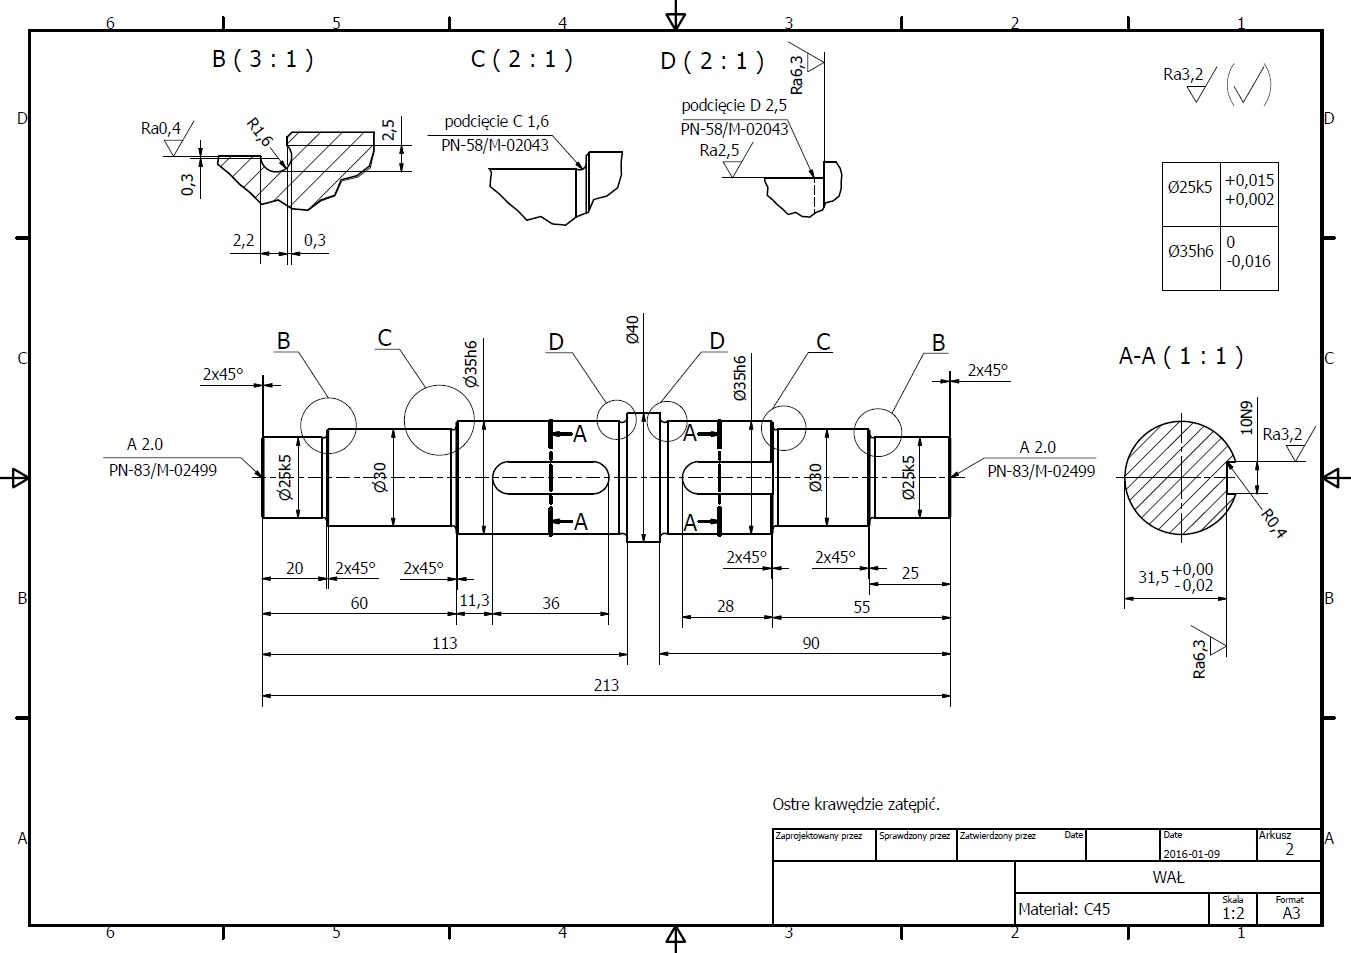 6 5 4 3 2 1
B ( 3 : 1 )
C ( 2 : 1 )
D ( 2 : 1 )
Ra6,3
Ra3,2
D
D
Ra0,4
R1,6
2,5
0,3
2,2
0,3
podcięcie C 1,6
PN-58/M-02043
podcięcie D 2,5
PN-58/M-02043
Ra2,5
Ø25k5 +0,015
+0,002
Ø35h6 0
-0,016
C
C
B
C
Ø35h6
D
Ø40
D
Ø35h6
C
B
2x45°
2x45°
A-A ( 1 : 1 )
A 2.0
PN-83/M-02499
Ø25k5
Ø30
A
A
A
A
Ø30
Ø25k5
A 2.0
PN-83/M-02499
10N9
Ra3,2
R0,4
31,5 +0,00
-0,02
Ra6,3
20
2x45°
2x45°
2x45°
2x45°
25
60
11,3
36
28
55
113
90
213
B
B
A
A
Ostre krawędzie zatępić.
Zaprojektowany przez
Sprawdzony przez
Zatwierdzony przez
Date
Date
2016-01-09
Arkusz
2
WAŁ
Materiał: C45
Skala
1:2
Format
A3
6 5 4 3 2 1